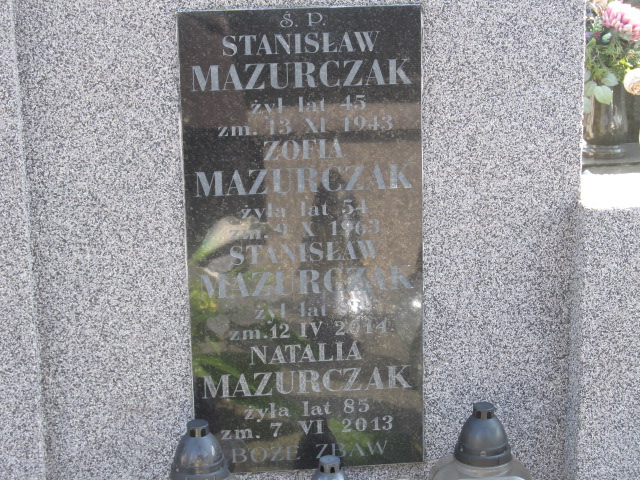 Ś. P.
STANISŁAW
MAZURCZAK
żył lat 45
zm. 13 XI 1943
ZOFIA
MAZURCZAK
żyła lat 54
zm. 9 X 1963
STANISŁAW
MAZURCZAK
żył lat
zm. 12 IV 2014
NATALIA
MAZURCZAK
żyła lat 85
zm. 7 VI 2013
BOŻE ZBAW